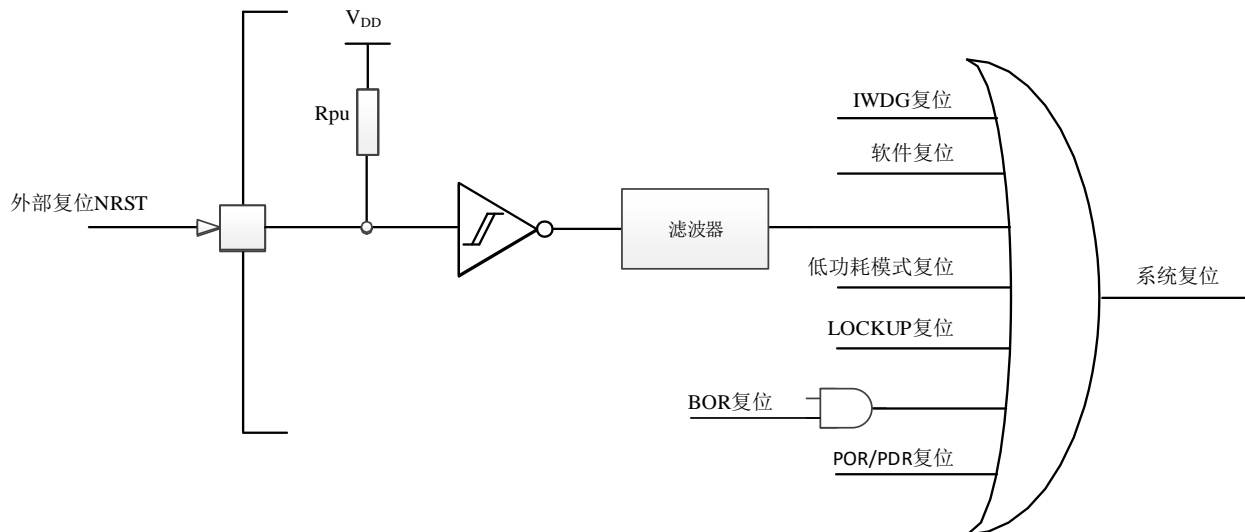 V_DD
Rpu
外部复位NRST
滤波器
IWDG复位
软件复位
低功耗模式复位
LOCKUP复位
BOR复位
POR/PDR复位
系统复位